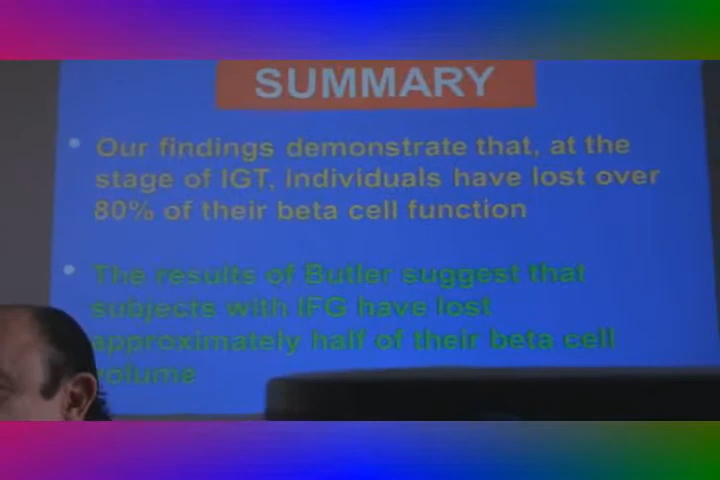 SUMMARY
• Our findings demonstrate that, at the
stage of IGT, individuals have lost over
80% of their beta cell function
• The results of Butler suggest that
subjects with IFG have lost
approximately half of their beta cell
volume